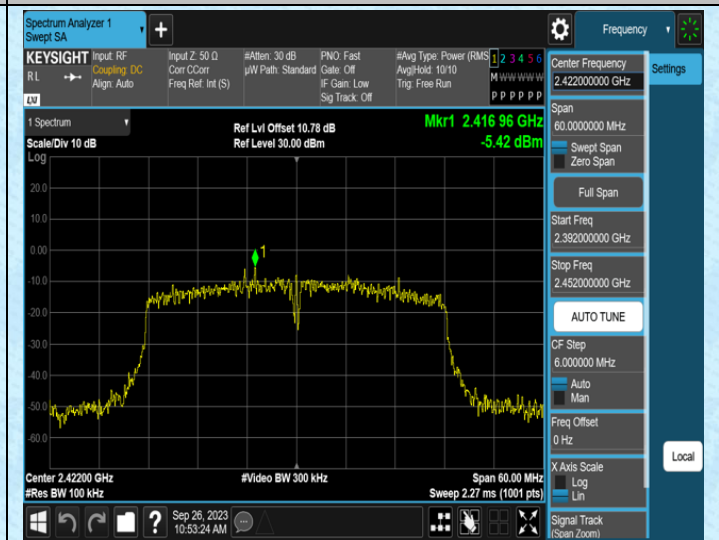 Spectrum Analyzer 1
Swept SA
+
Frequency
KEYSIGHT
RL
LXI
Input: RF
Coupling: DC
Align: Auto
Input Z: 50 Ω
Corr CCorr
Freq Ref: Int (S)
#Atten: 30 dB
µW Path: Standard
PNO: Fast
Gate: Off
IF Gain: Low
Sig Track: Off
#Avg Type: Power (RMS
Avg|Hold: 10/10
Trig: Free Run
1 2 3 4 5 6
M W W W W W
P P P P P P
1 Spectrum
Scale/Div 10 dB
Log
Ref Lvl Offset 10.78 dB
Ref Level 30.00 dBm
Mkr1 2.416 96 GHz
-5.42 dBm
20.0
10.0
0.00
-10.0
-20.0
-30.0
-40.0
-50.0
-60.0
1
Center 2.42200 GHz
#Res BW 100 kHz
#Video BW 300 kHz
Span 60.00 MHz
Sweep 2.27 ms (1001 pts)
Center Frequency
2.422000000 GHz
Span
60.0000000 MHz
Swept Span
Zero Span
Full Span
Start Freq
2.392000000 GHz
Stop Freq
2.452000000 GHz
AUTO TUNE
CF Step
6.000000 MHz
Auto
Man
Freq Offset
0 Hz
X Axis Scale
Log
Lin
Signal Track
(Span Zoom)
Settings
Local
?
Sep 26, 2023
10:53:24 AM